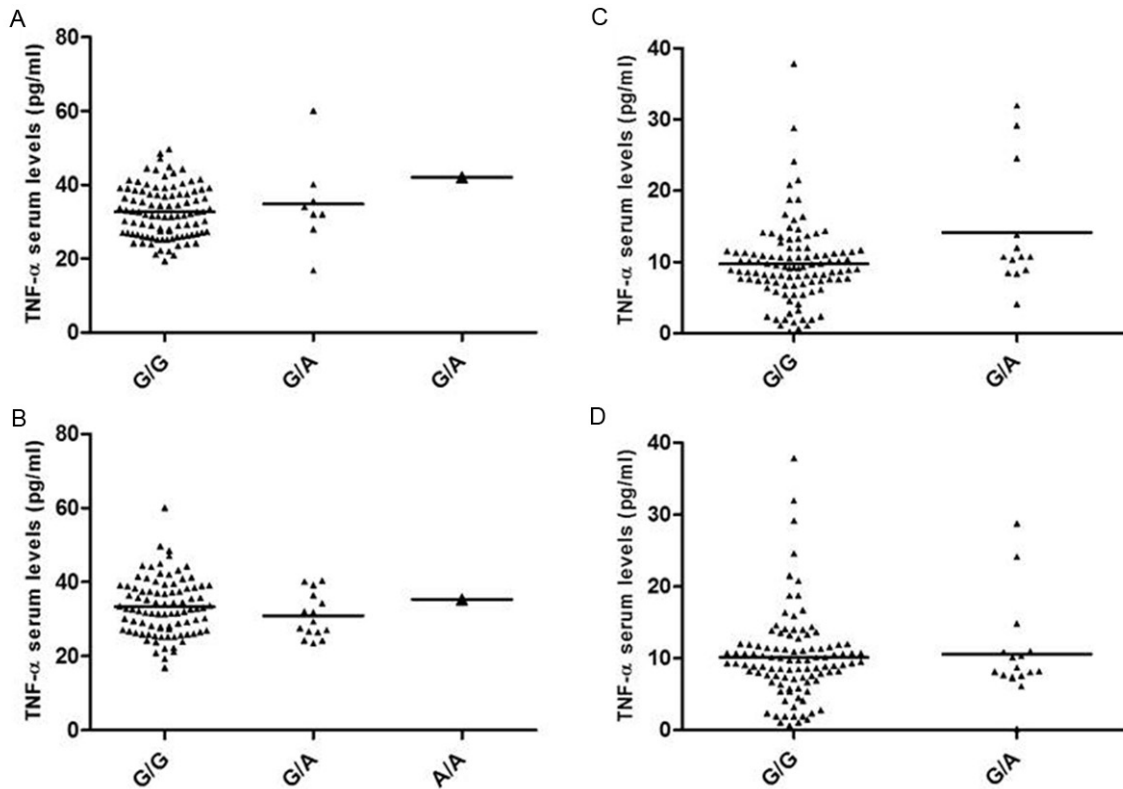 A
TNF-α serum levels (pg/ml)
80
60
40
20
0
G/G
G/A
G/A
C
TNF-α serum levels (pg/ml)
40
30
20
10
0
G/G
G/A
B
TNF-α serum levels (pg/ml)
80
60
40
20
0
G/G
G/A
A/A
D
TNF-α serum levels (pg/ml)
40
30
20
10
0
G/G
G/A